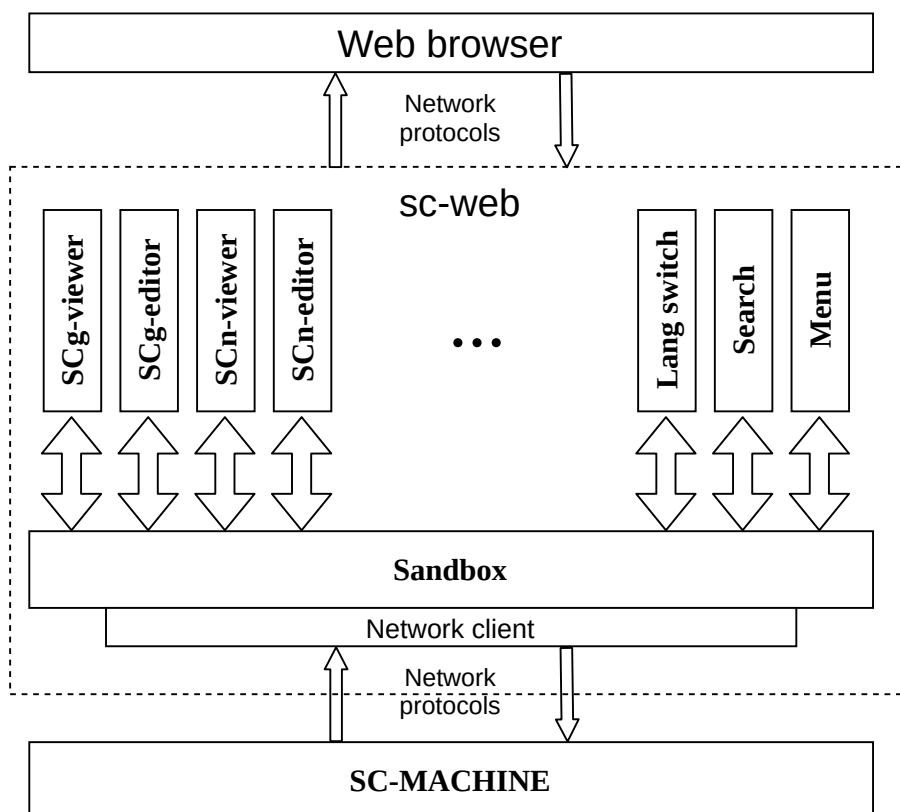 Web browser
Network
protocols
sc-web
SCg-viewer
SCg-editor
SCn-viewer
SCn-editor
...
Lang switch
Search
Menu
Sandbox
Network client
Network
protocols
SC-MACHINE